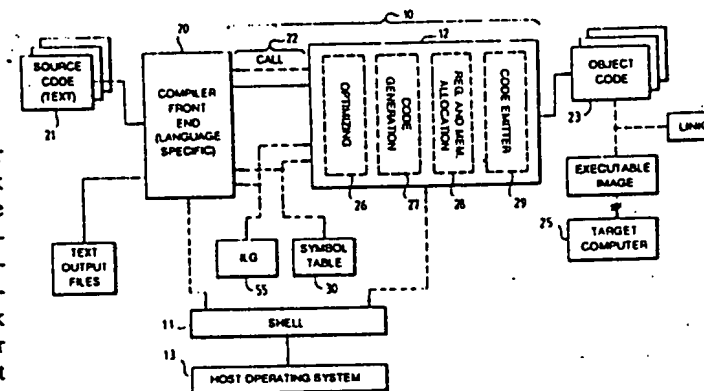 10
20
22
12
SOURCE
CODE
(TEXT)
21
COMPILER
FRONT
END
(LANGUAGE
SPECIFIC)
CALL
OPTIMIZING
CODE
GENERATION
REG. AND MEM.
ALLOCATION
CODE EMITTER
26
27
28
29
OBJECT
CODE
23
LINK
EXECUTABLE
IMAGE
25
TARGET
COMPUTER
TEXT
OUTPUT
FILES
ILG
55
SYMBOL
TABLE
30
11
SHELL
13
HOST OPERATING SYSTEM